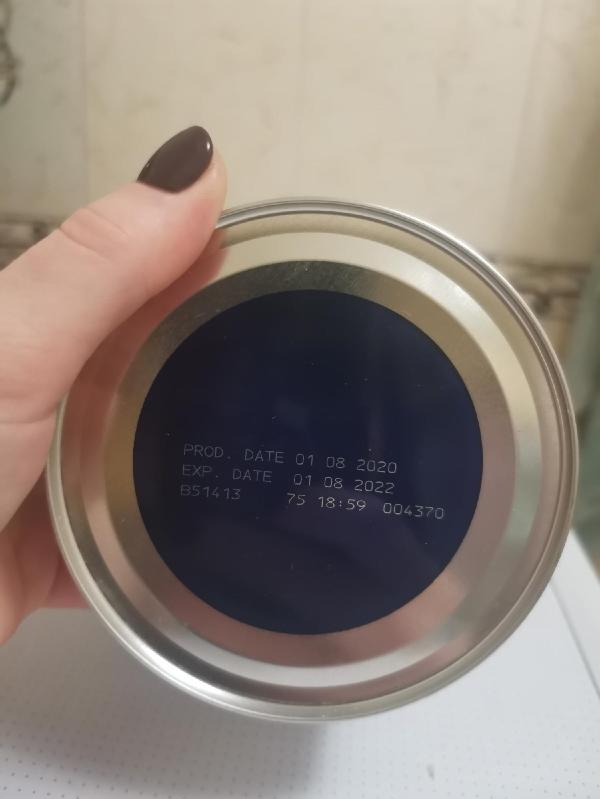 PROD. DATE 01 08 2020
EXP. DATE 01 08 2022
B51413 75 18:59 004370